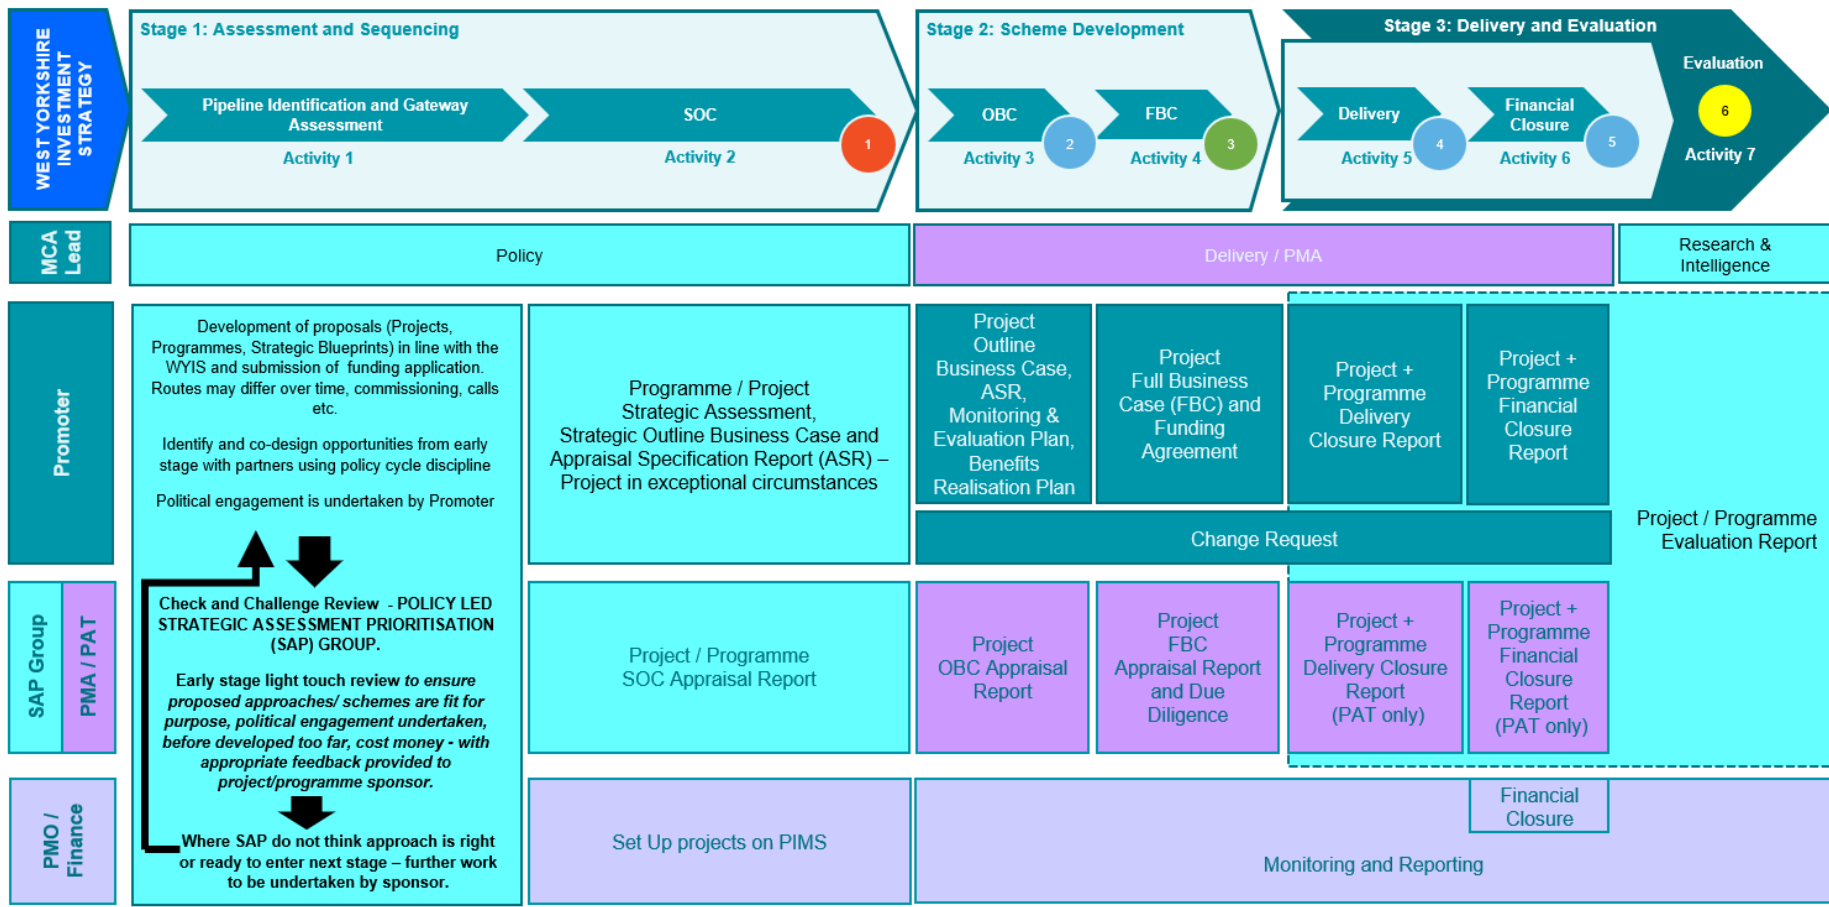 WEST YORKSHIRE
INVESTMENT
STRATEGY
Stage 1: Assessment and Sequencing
Pipeline Identification and Gateway
Assessment
Activity 1
SOC
Activity 2
1
Stage 2: Scheme Development
OBC
Activity 3
2
FBC
Activity 4
3
Stage 3: Delivery and Evaluation
Delivery
Activity 5
4
Financial
Closure
Activity 6
5
Evaluation
6
Activity 7
MCA
Lead
Policy
Delivery / PMA
Research &
Intelligence
Promoter
Development of proposals (Projects,
Programmes, Strategic Blueprints) in line with the
WYIS and submission of funding application.
Routes may differ over time, commissioning, calls
etc.
Identify and co-design opportunities from early
stage with partners using policy cycle discipline
Political engagement is undertaken by Promoter
Check and Challenge Review - POLICY LED
STRATEGIC ASSESSMENT PRIORITISATION
(SAP) GROUP.
Early stage light touch review to ensure
proposed approaches/ schemes are fit for
purpose, political engagement undertaken,
before developed too far, cost money - with
appropriate feedback provided to
project/programme sponsor.
Where SAP do not think approach is right
or ready to enter next stage – further work
to be undertaken by sponsor.
Programme / Project
Strategic Assessment,
Strategic Outline Business Case and
Appraisal Specification Report (ASR) –
Project in exceptional circumstances
Project
Outline
Business Case,
ASR,
Monitoring &
Evaluation Plan,
Benefits
Realisation Plan
Project
Full Business
Case (FBC) and
Funding
Agreement
Project +
Programme
Delivery
Closure Report
Project +
Programme
Financial
Closure
Report
Change Request
Project / Programme
Evaluation Report
SAP Group
PMA / PAT
Project / Programme
SOC Appraisal Report
Project
OBC Appraisal
Report
Project
FBC
Appraisal Report
and Due
Diligence
Project +
Programme
Delivery Closure
Report
(PAT only)
Project +
Programme
Financial
Closure
Report
(PAT only)
PMO /
Finance
Set Up projects on PIMS
Financial
Closure
Monitoring and Reporting